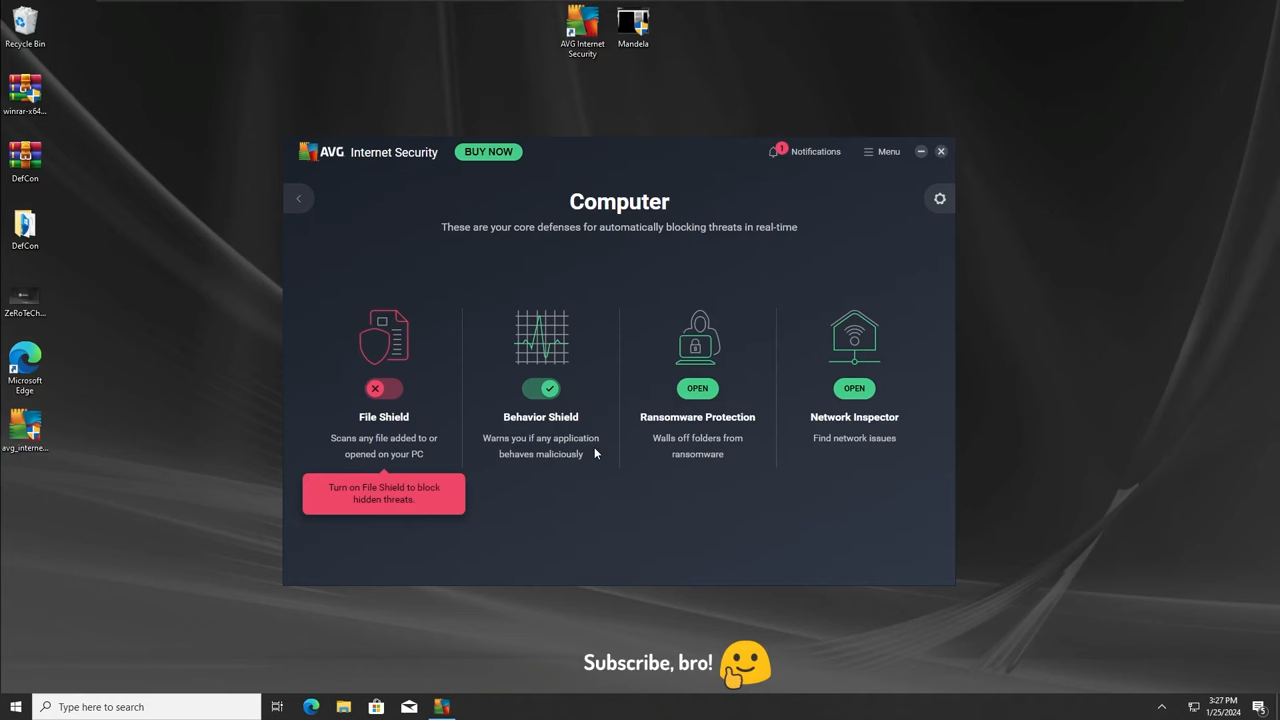 Recycle Bin
winrar-x64...
DefCon
DefCon
ZeRoTeCh...
Microsoft
Edge
avg_interne...
AVG Internet
Security
Mandela
AVG Internet Security
BUY NOW
1
Notifications
Menu
Computer
These are your core defenses for automatically blocking threats in real-time
File Shield
Scans any file added to or
opened on your PC
Turn on File Shield to block
hidden threats.
Behavior Shield
Warns you if any application
behaves maliciously
OPEN
Ransomware Protection
Walls off folders from
ransomware
OPEN
Network Inspector
Find network issues
Subscribe, bro!
Type here to search
3:27 PM
1/25/2024
5